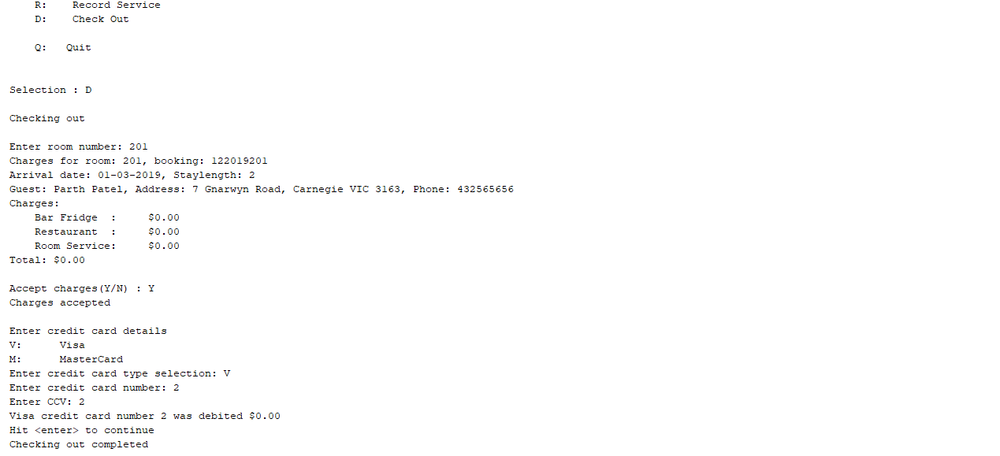 R:    Record Service
D:    Check Out
Q:   Quit
Selection : D
Checking out
Enter room number: 201
Charges for room: 201, booking: 122019201
Arrival date: 01-03-2019, Staylength: 2
Guest: Parth Patel, Address: 7 Gnarwyn Road, Carnegie VIC 3163, Phone: 432565656
Charges:
    Bar Fridge  :     $0.00
    Restaurant  :     $0.00
    Room Service:     $0.00
Total: $0.00
Accept charges(Y/N) : Y
Charges accepted
Enter credit card details
V:      Visa
M:      MasterCard
Enter credit card type selection: V
Enter credit card number: 2
Enter CCV: 2
Visa credit card number 2 was debited $0.00
Hit <enter> to continue
Checking out completed